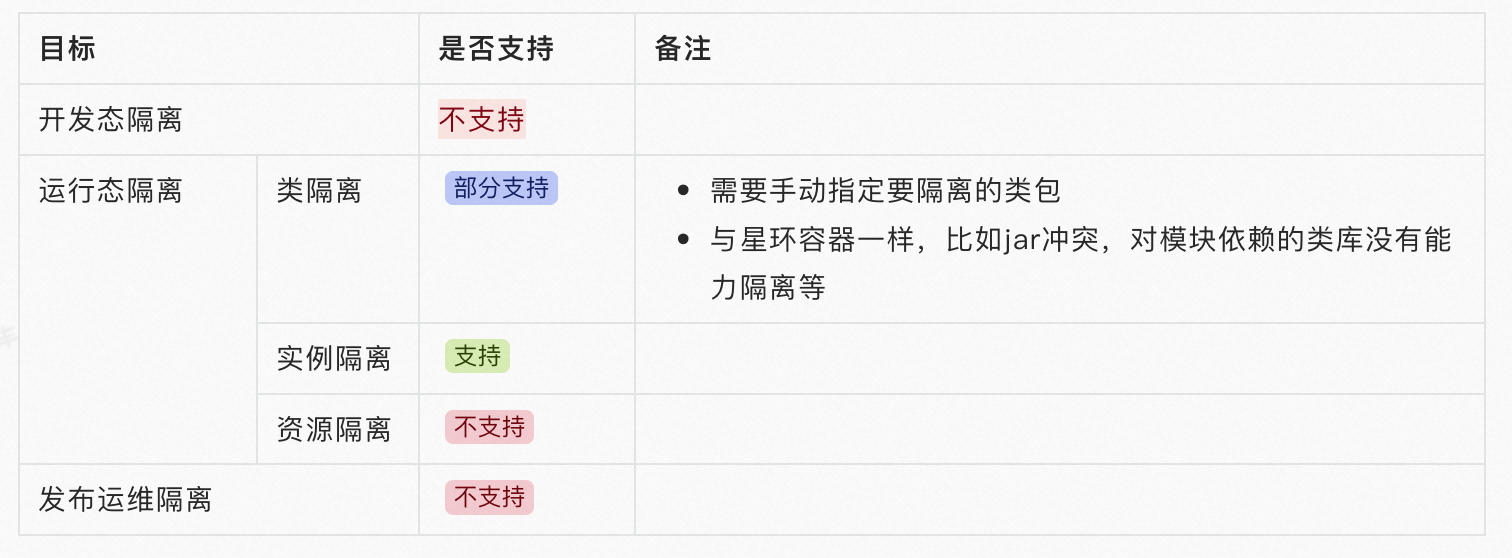 目标 是否支持 备注
开发态隔离 不支持
运行态隔离 类隔离 部分支持 需要手动指定要隔离的类包
与星环容器一样，比如jar冲突，对模块依赖的类库没有能
力隔离等
实例隔离 支持
资源隔离 不支持
发布运维隔离 不支持